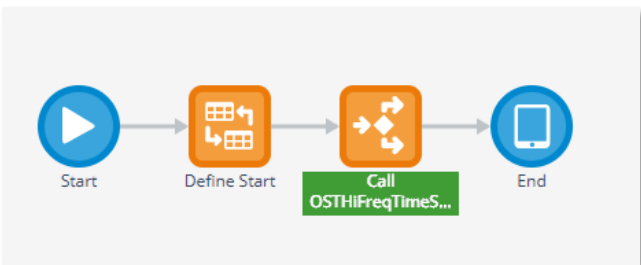 Start
Define Start
Call
OSTHiFreqTimeS...
End